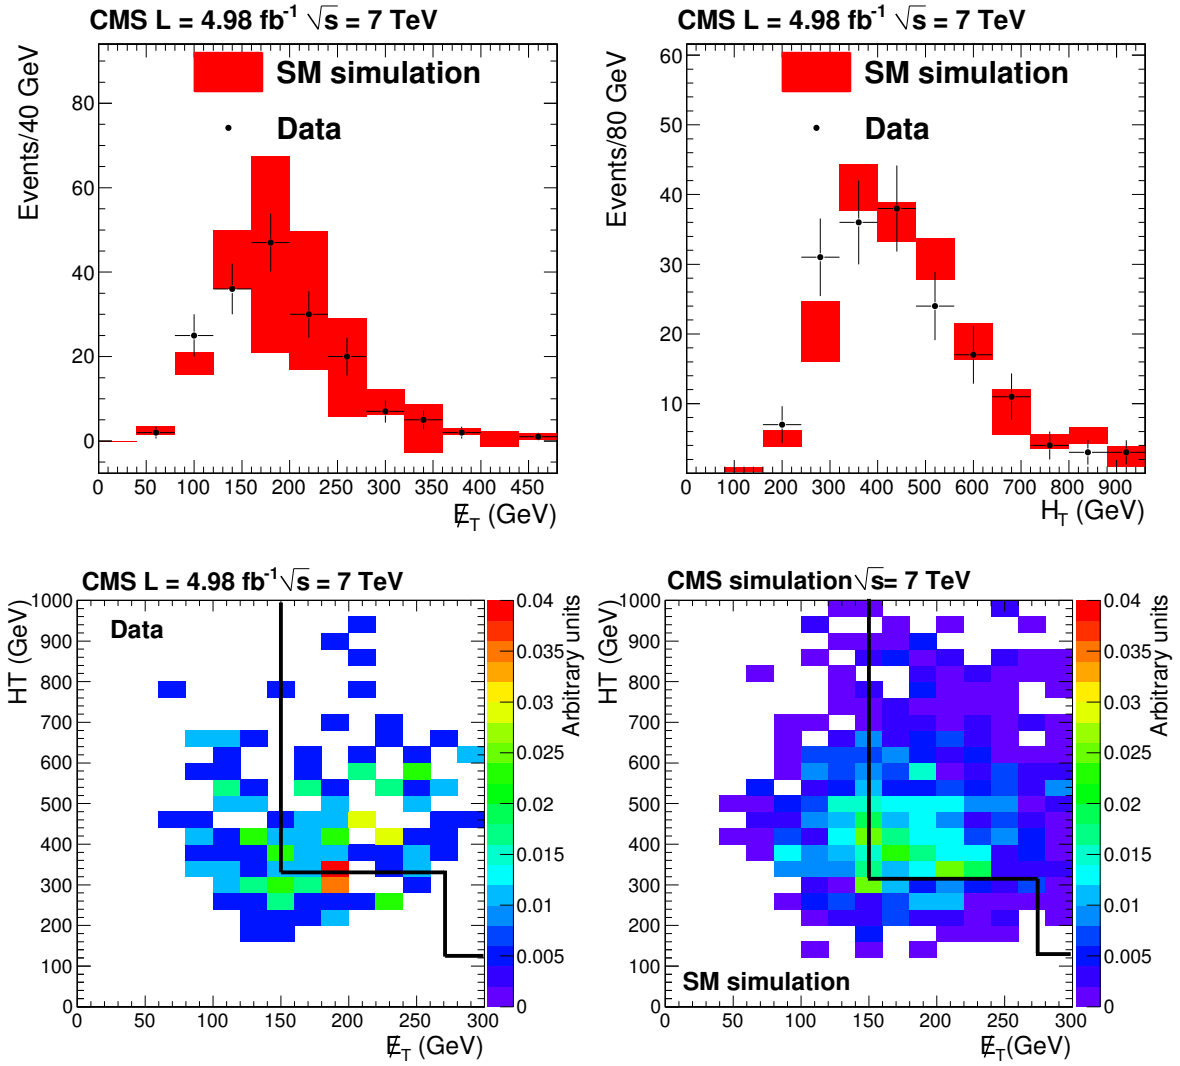 CMS L = 4.98 fb⁻¹ √s = 7 TeV
Events/40 GeV
SM simulation
Data
80
60
40
20
0
0 50 100 150 200 250 300 350 400 450
E̸_T (GeV)
CMS L = 4.98 fb⁻¹ √s = 7 TeV
Events/80 GeV
SM simulation
Data
60
50
40
30
20
10
0 100 200 300 400 500 600 700 800 900
H_T (GeV)
CMS L = 4.98 fb⁻¹ √s = 7 TeV
HT (GeV)
Data
1000
900
800
700
600
500
400
300
200
100
0
0 50 100 150 200 250 300
E̸_T (GeV)
0.04
0.035
0.03
0.025
0.02
0.015
0.01
0.005
0
Arbitrary units
CMS simulation √s= 7 TeV
HT (GeV)
1000
900
800
700
600
500
400
300
200
100
0
SM simulation
0 50 100 150 200 250 300
E̸_T(GeV)
0.04
0.035
0.03
0.025
0.02
0.015
0.01
0.005
0
Arbitrary units